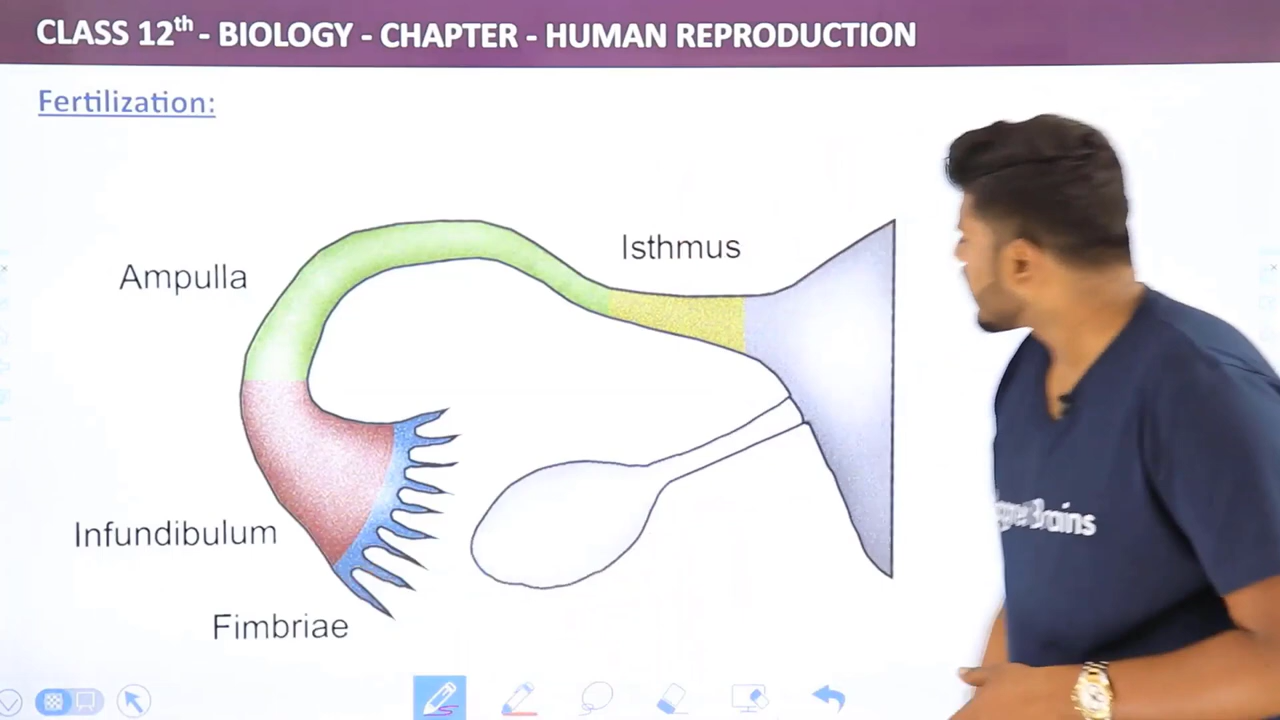 CLASS 12th - BIOLOGY - CHAPTER - HUMAN REPRODUCTION
Fertilization:
Isthmus
Ampulla
Infundibulum
Fimbriae